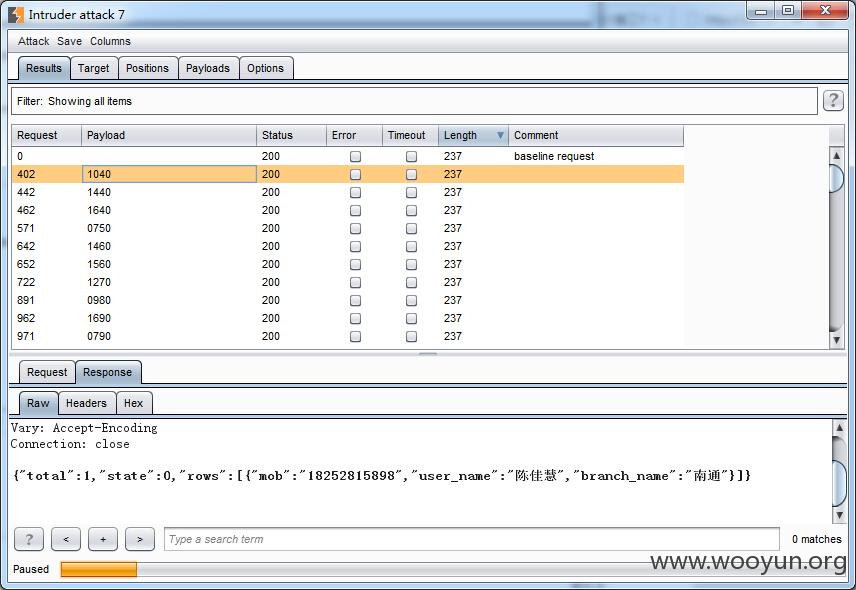 Intruder attack 7
Attack Save Columns
Results Target Positions Payloads Options
Filter: Showing all items ?
Request Payload Status Error Timeout Length Comment
0 200 237 baseline request
402 1040 200 237
442 1440 200 237
462 1640 200 237
571 0750 200 237
642 1460 200 237
652 1560 200 237
722 1270 200 237
891 0980 200 237
962 1690 200 237
971 0790 200 237
Request Response
Raw Headers Hex
Vary: Accept-Encoding
Connection: close
{"total":1,"state":0,"rows":[{"mob":"18252815898","user_name":"陈佳慧","branch_name":"南通"}]}
? < + > Type a search term 0 matches
www.wooyun.org
Paused